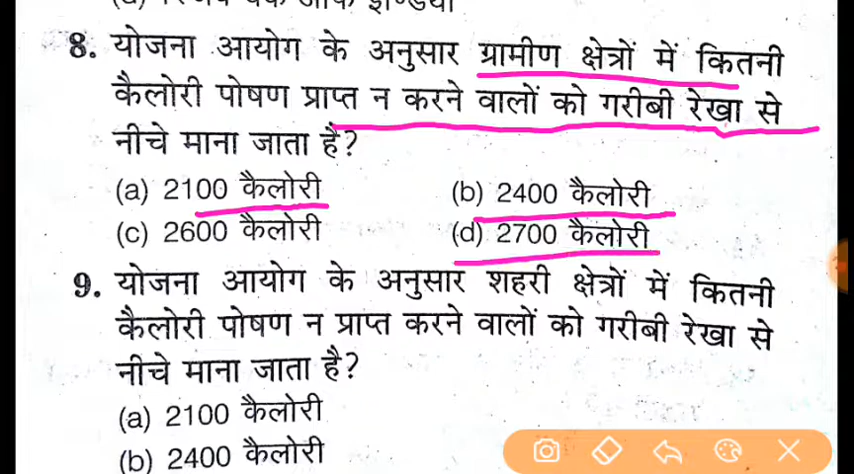 8. योजना आयोग के अनुसार ग्रामीण क्षेत्रों में कितनी
कैलोरी पोषण प्राप्त न करने वालों को गरीबी रेखा से
नीचे माना जाता है?
(a) 2100 कैलोरी (b) 2400 कैलोरी
(c) 2600 कैलोरी (d) 2700 कैलोरी
9. योजना आयोग के अनुसार शहरी क्षेत्रों में कितनी
कैलोरी पोषण न प्राप्त करने वालों को गरीबी रेखा से
नीचे माना जाता है?
(a) 2100 कैलोरी
(b) 2400 कैलोरी